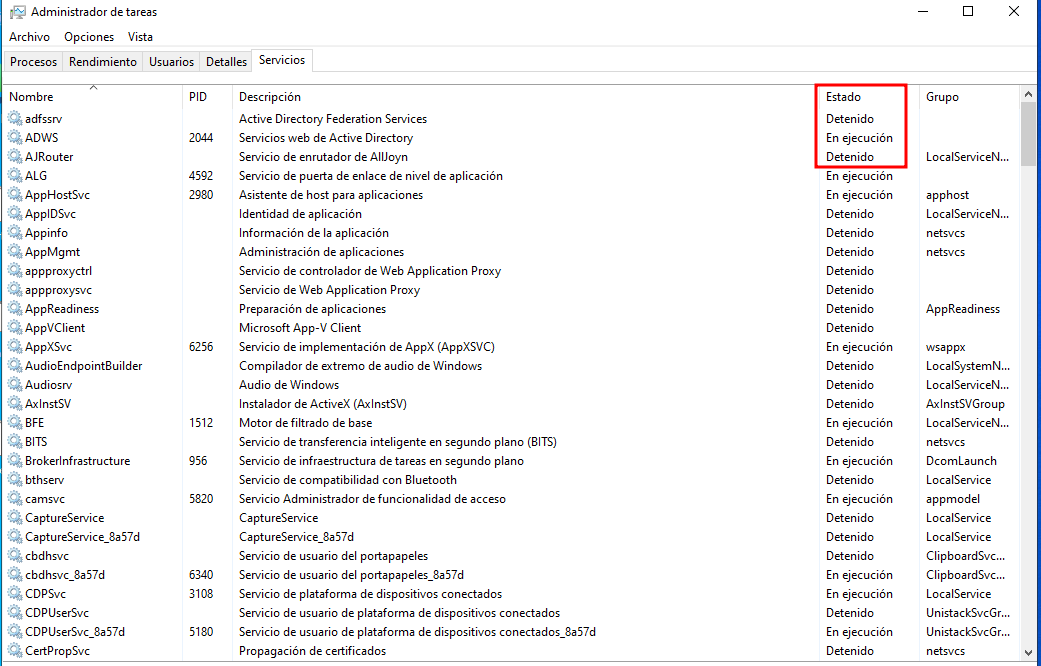 Administrador de tareas
Archivo Opciones Vista
Procesos Rendimiento Usuarios Detalles Servicios
Nombre PID Descripción Estado Grupo
adfssrv Active Directory Federation Services Detenido
ADWS 2044 Servicios web de Active Directory En ejecución
AJRouter Servicio de enrutador de AllJoyn Detenido LocalServiceN...
ALG 4592 Servicio de puerta de enlace de nivel de aplicación En ejecución
AppHostSvc 2980 Asistente de host para aplicaciones En ejecución apphost
AppIDSvc Identidad de aplicación Detenido LocalServiceN...
Appinfo Información de la aplicación Detenido netsvcs
AppMgmt Administración de aplicaciones Detenido netsvcs
appproxyctrl Servicio de controlador de Web Application Proxy Detenido
appproxysvc Servicio de Web Application Proxy Detenido
AppReadiness Preparación de aplicaciones Detenido AppReadiness
AppVClient Microsoft App-V Client Detenido
AppXSvc 6256 Servicio de implementación de AppX (AppXSVC) En ejecución wsappx
AudioEndpointBuilder Compilador de extremo de audio de Windows Detenido LocalSystemN...
Audiosrv Audio de Windows Detenido LocalServiceN...
AxInstSV Instalador de ActiveX (AxInstSV) Detenido AxInstSVGroup
BFE 1512 Motor de filtrado de base En ejecución LocalServiceN...
BITS Servicio de transferencia inteligente en segundo plano (BITS) Detenido netsvcs
BrokerInfrastructure 956 Servicio de infraestructura de tareas en segundo plano En ejecución DcomLaunch
bthserv Servicio de compatibilidad con Bluetooth Detenido LocalService
camsvc 5820 Servicio Administrador de funcionalidad de acceso En ejecución appmodel
CaptureService CaptureService Detenido LocalService
CaptureService_8a57d CaptureService_8a57d Detenido LocalService
cbdhsvc Servicio de usuario del portapapeles Detenido ClipboardSvc...
cbdhsvc_8a57d 6340 Servicio de usuario del portapapeles_8a57d En ejecución ClipboardSvc...
CDPSvc 3108 Servicio de plataforma de dispositivos conectados En ejecución LocalService
CDPUserSvc Servicio de usuario de plataforma de dispositivos conectados Detenido UnistackSvcGr...
CDPUserSvc_8a57d 5180 Servicio de usuario de plataforma de dispositivos conectados_8a57d En ejecución UnistackSvcGr...
CertPropSvc Propagación de certificados Detenido netsvcs